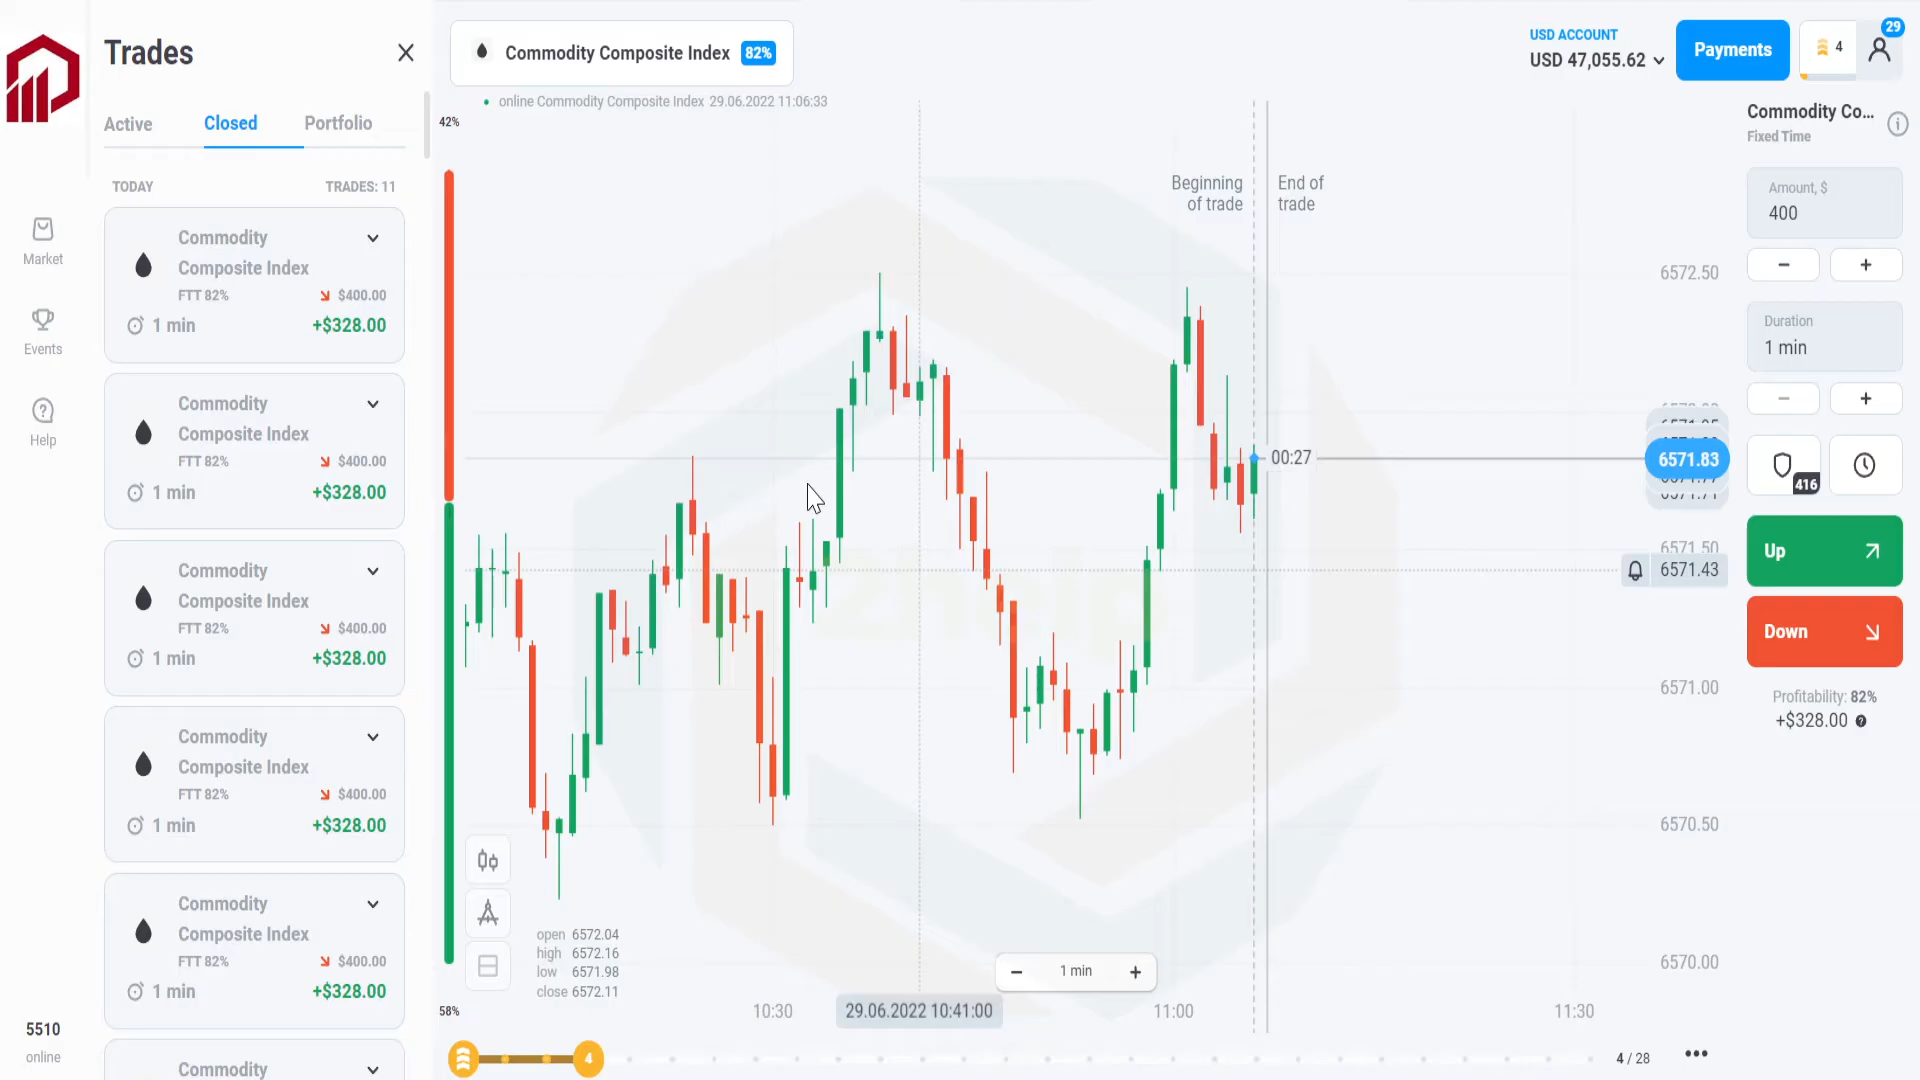 Trades
Active
Closed
Portfolio
TODAY
TRADES: 11
Commodity
Composite Index
FTT 82%
$400.00
1 min
+$328.00
Commodity
Composite Index
FTT 82%
$400.00
1 min
+$328.00
Commodity
Composite Index
FTT 82%
$400.00
1 min
+$328.00
Commodity
Composite Index
FTT 82%
$400.00
1 min
+$328.00
Commodity
Composite Index
FTT 82%
$400.00
1 min
+$328.00
Commodity
Market
Events
Help
5510
online
Commodity Composite Index 82%
online Commodity Composite Index 29.06.2022 11:06:33
42%
58%
Beginning
of trade
End of
trade
00:27
6572.50
6571.83
6571.50
6571.43
6571.00
6570.50
6570.00
open 6572.04
high 6572.16
low 6571.98
close 6572.11
− 1 min +
10:30
29.06.2022 10:41:00
11:00
11:30
4
4 / 28
USD ACCOUNT
USD 47,055.62
Payments
4
29
Commodity Co...
Fixed Time
Amount, $
400
− +
Duration
1 min
− +
416
Up
Down
Profitability: 82%
+$328.00